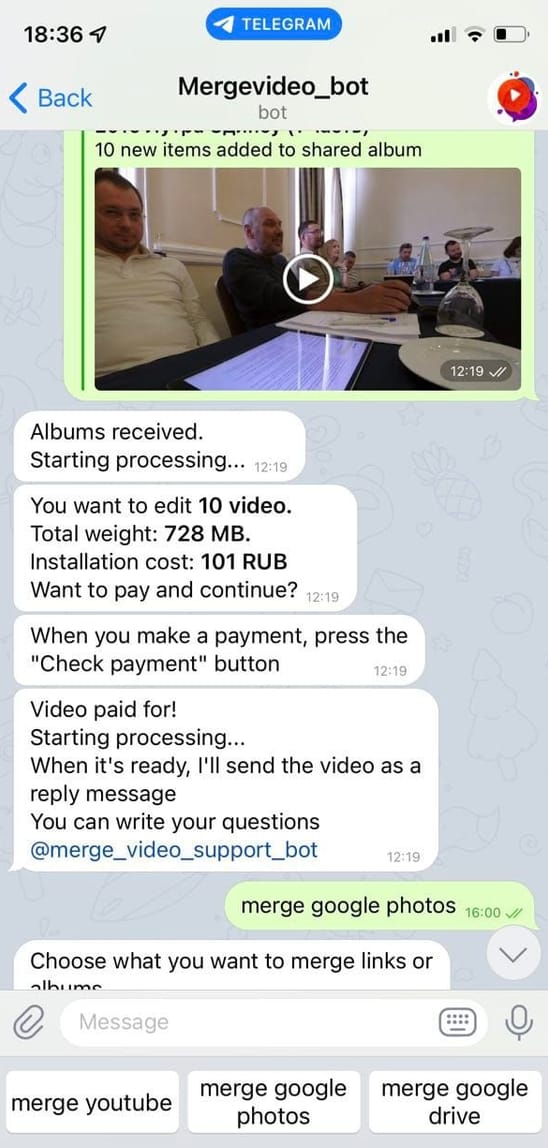 18:36
TELEGRAM
Back
Mergevideo_bot
bot
10 new items added to shared album
12:19
Albums received.
Starting processing... 12:19
You want to edit 10 video.
Total weight: 728 MB.
Installation cost: 101 RUB
Want to pay and continue? 12:19
When you make a payment, press the
"Check payment" button 12:19
Video paid for!
Starting processing...
When it's ready, I'll send the video as a
reply message
You can write your questions
@merge_video_support_bot 12:19
merge google photos 16:00
Choose what you want to merge links or
albums
Message
merge youtube
merge google
photos
merge google
drive